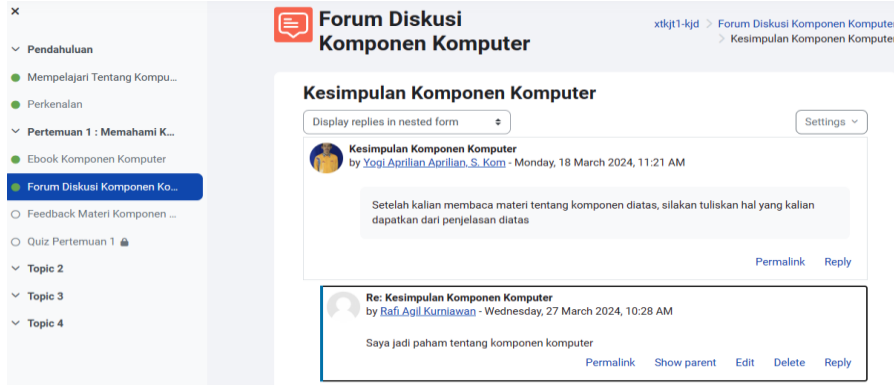 ×
Pendahuluan
Mempelajari Tentang Kompu...
Perkenalan
Pertemuan 1 : Memahami K...
Ebook Komponen Komputer
Forum Diskusi Komponen Ko...
Feedback Materi Komponen ...
Quiz Pertemuan 1
Topic 2
Topic 3
Topic 4
Forum Diskusi
Komponen Komputer
xtkjt1-kjd > Forum Diskusi Komponen Komputer
> Kesimpulan Komponen Komputer
Kesimpulan Komponen Komputer
Display replies in nested form
Settings
Kesimpulan Komponen Komputer
by Yogi Aprilian Aprilian, S. Kom - Monday, 18 March 2024, 11:21 AM
Setelah kalian membaca materi tentang komponen diatas, silakan tuliskan hal yang kalian
dapatkan dari penjelasan diatas
Permalink Reply
Re: Kesimpulan Komponen Komputer
by Rafi Agil Kurniawan - Wednesday, 27 March 2024, 10:28 AM
Saya jadi paham tentang komponen komputer
Permalink Show parent Edit Delete Reply